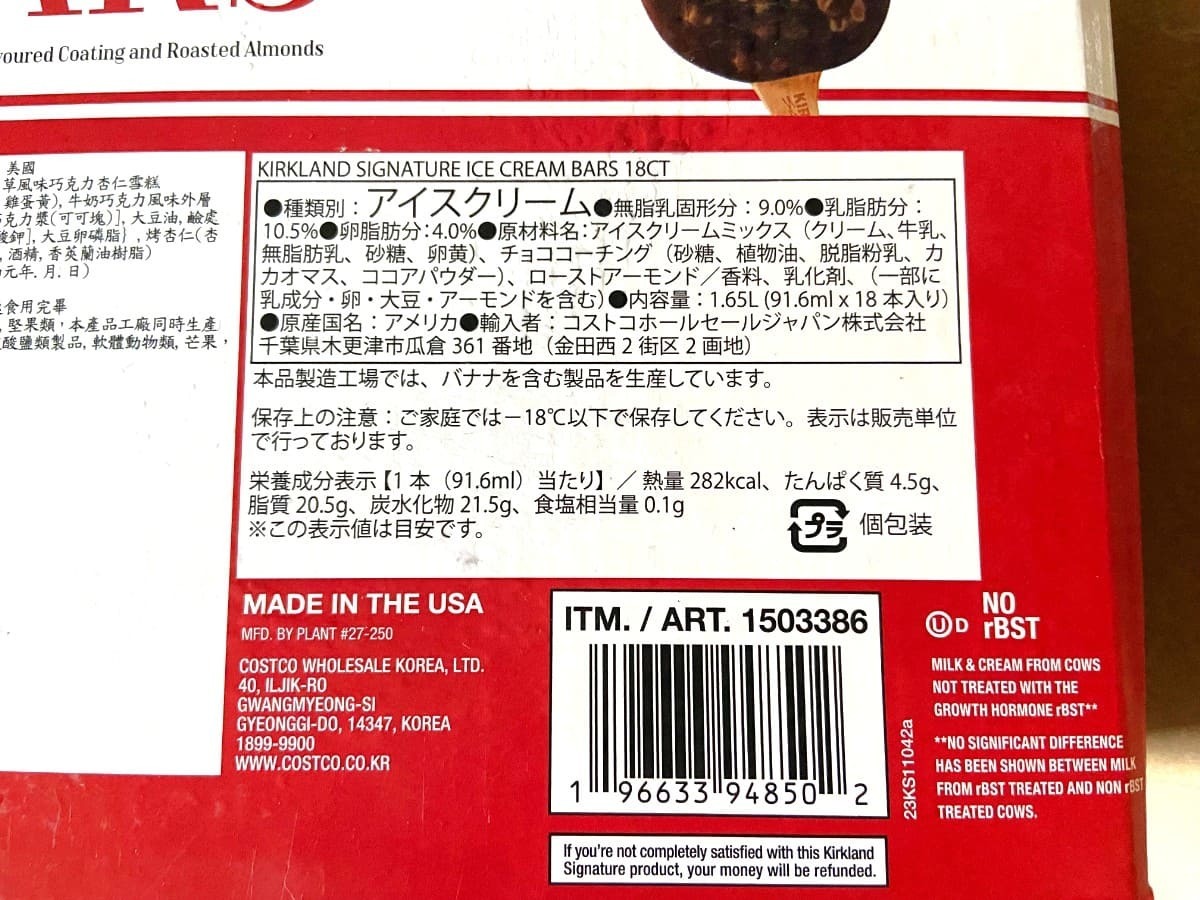 Coating and Roasted Almonds
美國
草風味巧克力杏仁雪糕
雞蛋黃), 牛奶巧克力風味外層
克力漿(可可塊)], 大豆油, 鹼處
鉀], 大豆卵磷脂} , 烤杏仁(杏
, 酒精, 香莢蘭油樹脂)
元年. 月. 日)
食用完畢
, 堅果類，本產品工廠同時生產
酸鹽類製品, 軟體動物類, 芒果，
KIRKLAND SIGNATURE ICE CREAM BARS 18CT
●種類別：アイスクリーム●無脂乳固形分：9.0%●乳脂肪分：
10.5%●卵脂肪分：4.0%●原材料名：アイスクリームミックス（クリーム、牛乳、
無脂肪乳、砂糖、卵黄）、チョココーチング（砂糖、植物油、脱脂粉乳、カ
カオマス、ココアパウダー）、ローストアーモンド／香料、乳化剤、（一部に
乳成分・卵・大豆・アーモンドを含む）●内容量：1.65L (91.6ml x 18 本入り)
●原産国名：アメリカ●輸入者：コストコホールセールジャパン株式会社
千葉県木更津市瓜倉 361 番地（金田西 2 街区 2 画地）
本品製造工場では、バナナを含む製品を生産しています。
保存上の注意：ご家庭では－18℃以下で保存してください。表示は販売単位
で行っております。
栄養成分表示【1 本（91.6ml）当たり】／ 熱量 282kcal、たんぱく質 4.5g、
脂質 20.5g、炭水化物 21.5g、食塩相当量 0.1g
※この表示値は目安です。
プラ 個包装
MADE IN THE USA
MFD. BY PLANT #27-250
COSTCO WHOLESALE KOREA, LTD.
40, ILJIK-RO
GWANGMYEONG-SI
GYEONGGI-DO, 14347, KOREA
1899-9900
WWW.COSTCO.CO.KR
ITM. / ART. 1503386
1 96633 94850 2
If you're not completely satisfied with this Kirkland
Signature product, your money will be refunded.
23KS11042a
U D NO
rBST
MILK & CREAM FROM COWS
NOT TREATED WITH THE
GROWTH HORMONE rBST**
**NO SIGNIFICANT DIFFERENCE
HAS BEEN SHOWN BETWEEN MILK
FROM rBST TREATED AND NON rBST
TREATED COWS.